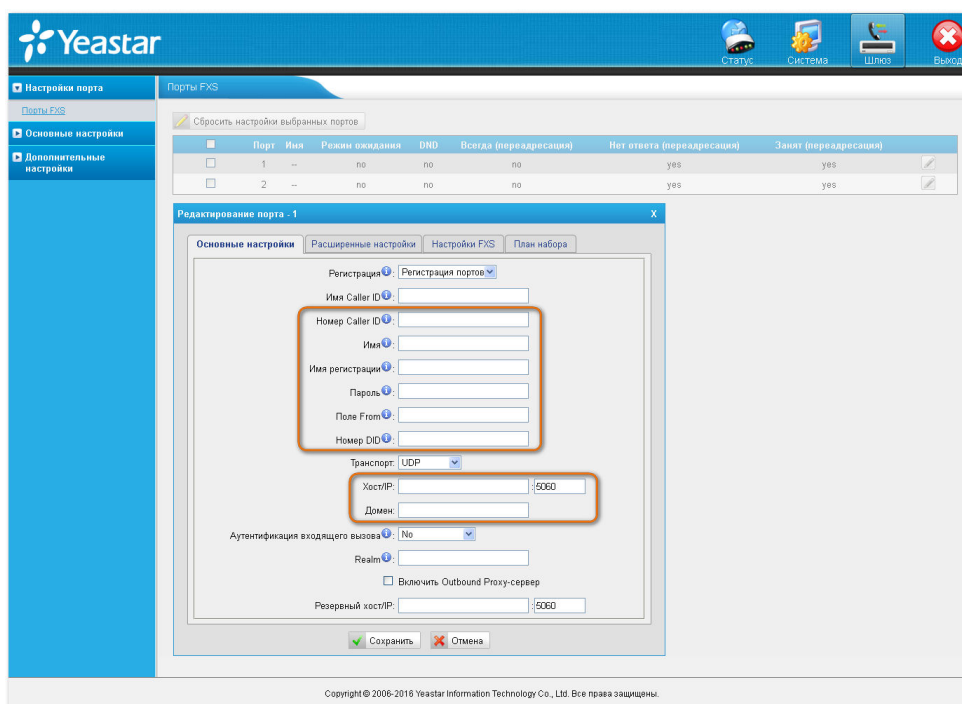 Yeastar
Статус
Система
Шлюз
Выход
Настройки порта
Порты FXS
Основные настройки
Дополнительные
настройки
Порты FXS
Сбросить настройки выбранных портов
Порт Имя Режим ожидания DND Всегда (переадресация) Нет ответа (переадресация) Занят (переадресация)
1 -- no no no yes yes
2 -- no no no yes yes
Редактирование порта - 1 X
Основные настройки Расширенные настройки Настройки FXS План набора
Регистрация: Регистрация портов
Имя Caller ID:
Номер Caller ID:
Имя:
Имя регистрации:
Пароль:
Поле From:
Номер DID:
Транспорт: UDP
Хост/IP: :5060
Домен:
Аутентификация входящего вызова: No
Realm:
Включить Outbound Proxy-сервер
Резервный хост/IP: :5060
Сохранить Отмена
Copyright © 2006-2016 Yeastar Information Technology Co., Ltd. Все права защищены.